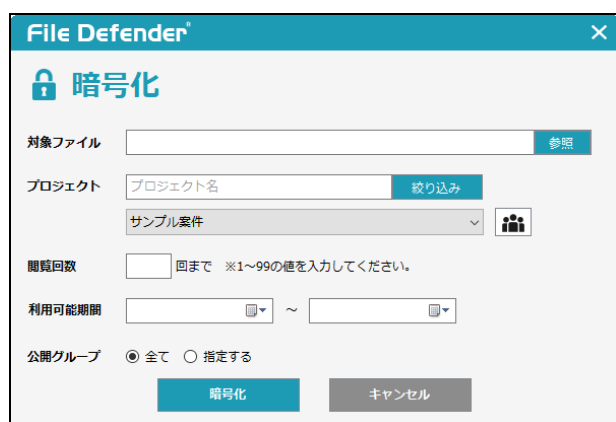 File Defender®
暗号化
対象ファイル 参照
プロジェクト プロジェクト名 絞り込み
サンプル案件
閲覧回数 回まで ※1～99の値を入力してください。
利用可能期間 ～
公開グループ 全て 指定する
暗号化 キャンセル